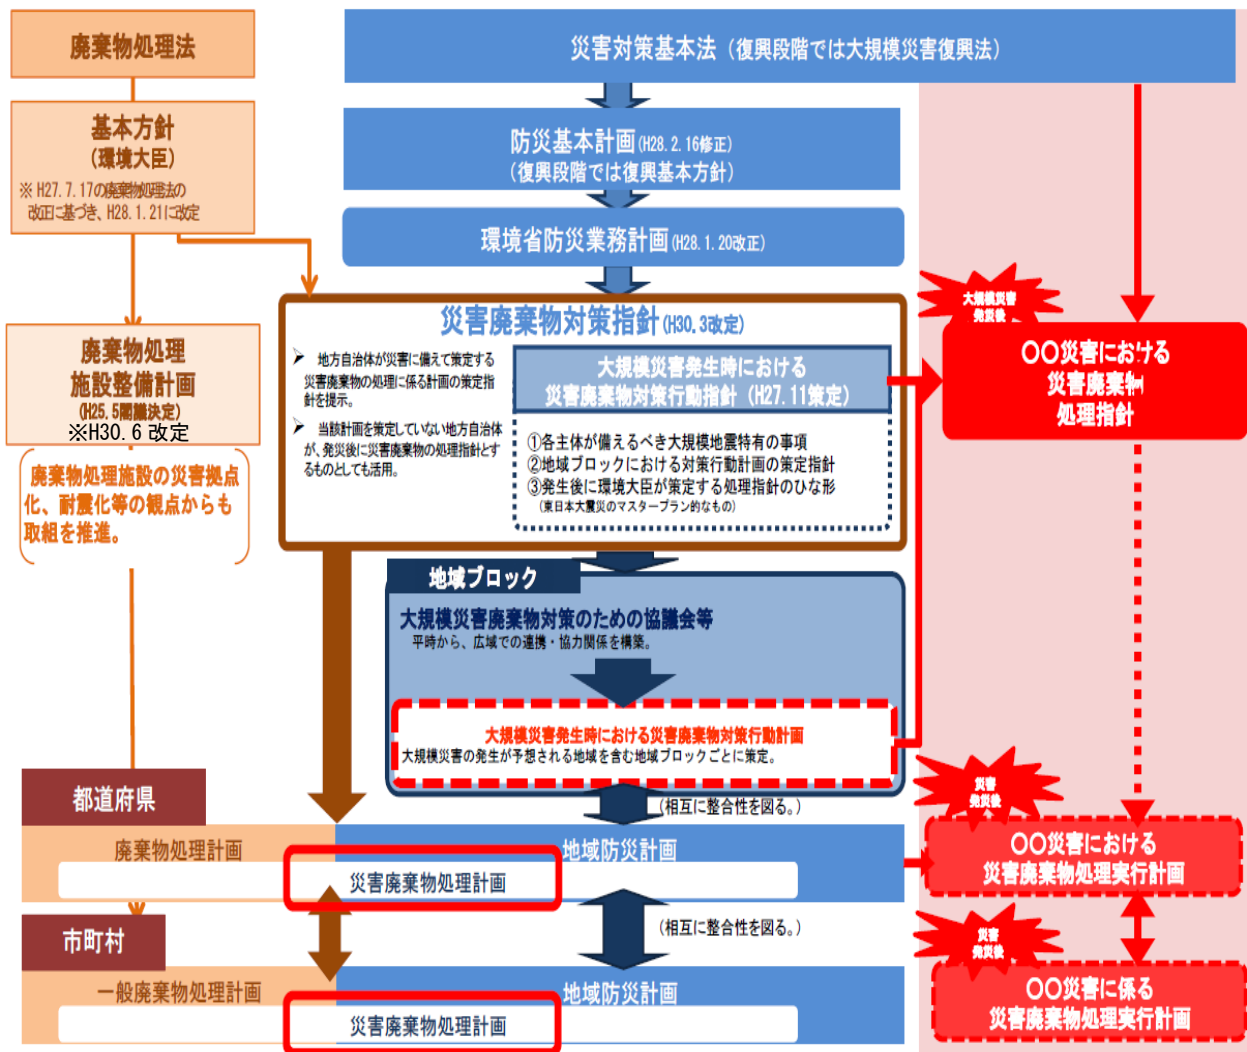 廃棄物処理法
基本方針
(環境大臣)
※ H27.7.17の廃棄物処理法の
改正に基づき、H28.1.21に改定
廃棄物処理
施設整備計画
(H25.5閣議決定)
※H30.6 改定
廃棄物処理施設の災害拠点
化、耐震化等の観点からも
取組を推進。
災害対策基本法（復興段階では大規模災害復興法）
防災基本計画(H28.2.16修正)
(復興段階では復興基本方針)
環境省防災業務計画(H28.1.20改正)
災害廃棄物対策指針(H30.3改定)
➢ 地方自治体が災害に備えて策定する
災害廃棄物の処理に係る計画の策定指
針を提示。
➢ 当該計画を策定していない地方自治体
が、発災後に災害廃棄物の処理指針とす
るものとしても活用。
大規模災害発生時における
災害廃棄物対策行動指針（H27.11策定）
①各主体が備えるべき大規模地震特有の事項
②地域ブロックにおける対策行動計画の策定指針
③発生後に環境大臣が策定する処理指針のひな形
(東日本大震災のマスタープラン的なもの)
地域ブロック
大規模災害廃棄物対策のための協議会等
平時から、広域での連携・協力関係を構築。
大規模災害発生時における災害廃棄物対策行動計画
大規模災害の発生が予想される地域を含む地域ブロックごとに策定。
(相互に整合性を図る。)
都道府県
廃棄物処理計画
地域防災計画
災害廃棄物処理計画
(相互に整合性を図る。)
市町村
一般廃棄物処理計画
地域防災計画
災害廃棄物処理計画
大規模災害
発災後
〇〇災害における
災害廃棄物
処理指針
災害
発災後
〇〇災害における
災害廃棄物処理実行計画
災害
発災後
〇〇災害に係る
災害廃棄物処理実行計画